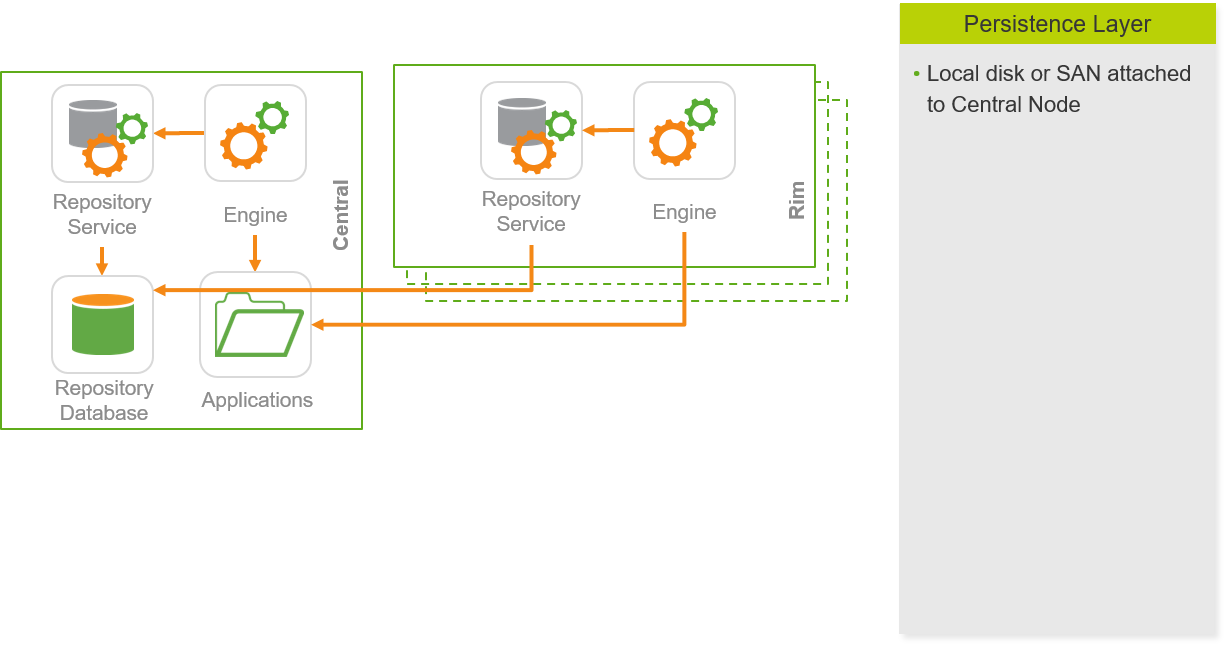 Repository
Service
Engine
Central
Repository
Database
Applications
Repository
Service
Engine
Rim
Persistence Layer
• Local disk or SAN attached
to Central Node